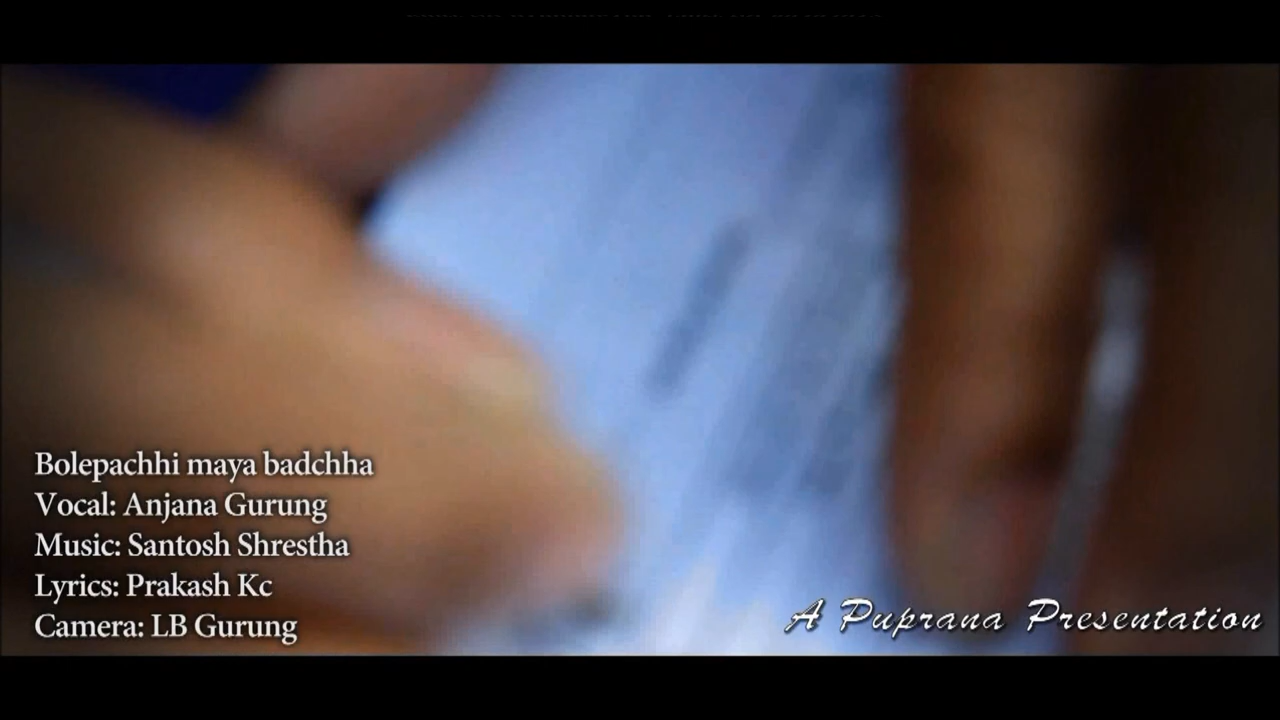 Bolepachhi maya badchha
Vocal: Anjana Gurung
Music: Santosh Shrestha
Lyrics: Prakash Kc
Camera: LB Gurung
A Puprana Presentation